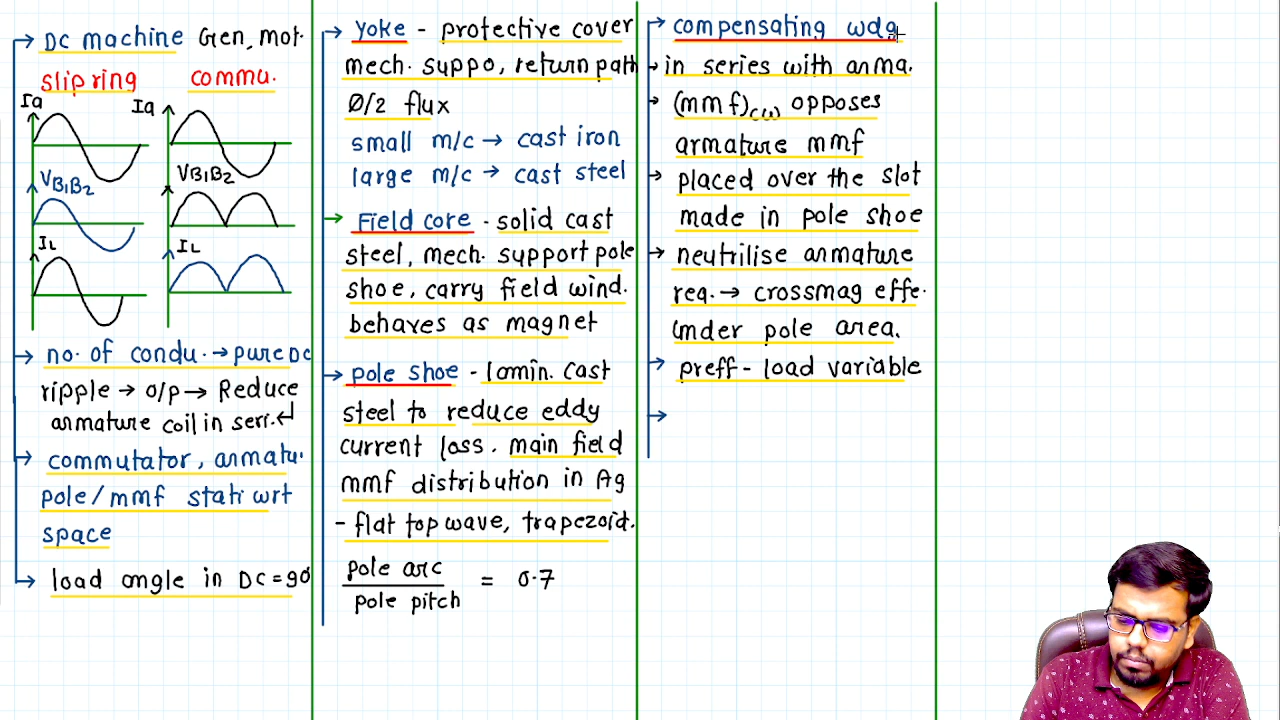 DC machine Gen, mot.
slip ring commu.
Ia Ia
VB1B2 VB1B2
IL IL
no. of condu. → pure DC
ripple → o/p → Reduce
armature coil in seri. ↵
commutator, armatu.
pole/mmf stati wrt
space
load angle in DC = 90°
Yoke - protective cover
mech. suppo, return path
Ø/2 flux
small m/c → cast iron
large m/c → cast steel
Field core - solid cast
steel, mech. support pole
shoe, carry field wind.
behaves as magnet
pole shoe - lamin. cast
steel to reduce eddy
current loss. main field
mmf distribution in Ag
- flat top wave, trapezoid.
pole arc
pole pitch = 0.7
compensating wdg
in series with arma.
(mmf)cw opposes
armature mmf
placed over the slot
made in pole shoe
neutrilise armature
rea. → crossmag effe.
under pole area.
preff - load variable